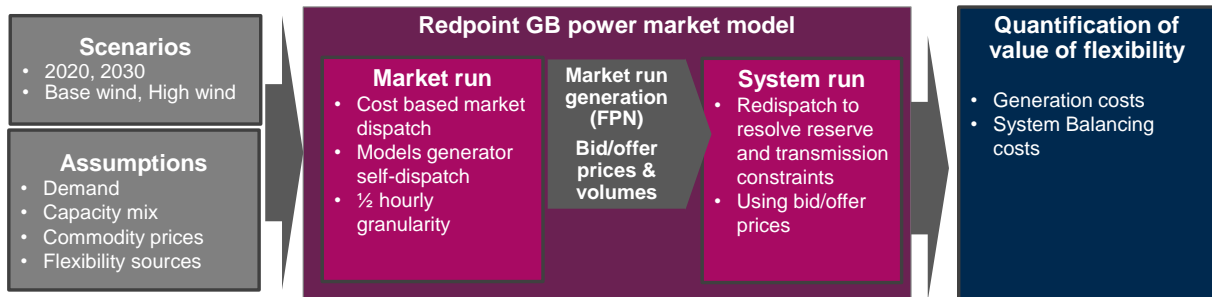 Scenarios
• 2020, 2030
• Base wind, High wind
Assumptions
• Demand
• Capacity mix
• Commodity prices
• Flexibility sources
Redpoint GB power market model
Market run
• Cost based market
dispatch
• Models generator
self-dispatch
• ½ hourly
granularity
Market run
generation
(FPN)
Bid/offer
prices &
volumes
System run
• Redispatch to
resolve reserve
and transmission
constraints
• Using bid/offer
prices
Quantification of
value of flexibility
• Generation costs
• System Balancing
costs